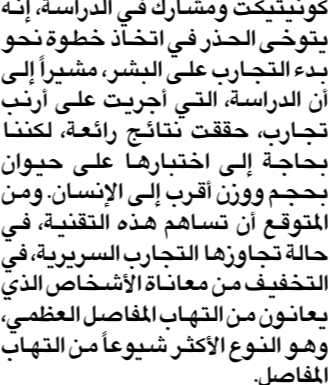 كونيتيكت ومشارك في الدراسة، إنه
يتوخى الحذر في اتخاذ خطوة نحو
بدء التجارب على البشر، مشيراً إلى
أن الدراسة، التي أجريت على أرنب
تجارب، حققت نتائج رائعة، لكننا
بحاجة إلى اختبارها على حيوان
بحجم ووزن أقرب إلى الإنسان. ومن
المتوقع أن تساهم هذه التقنية، في
حالة تجاوزها التجارب السريرية، في
التخفيف من معاناة الأشخاص الذي
يعانون من التهاب المفاصل العظمي،
وهو النوع الأكثر شيوعاً من التهاب
المفاصل.